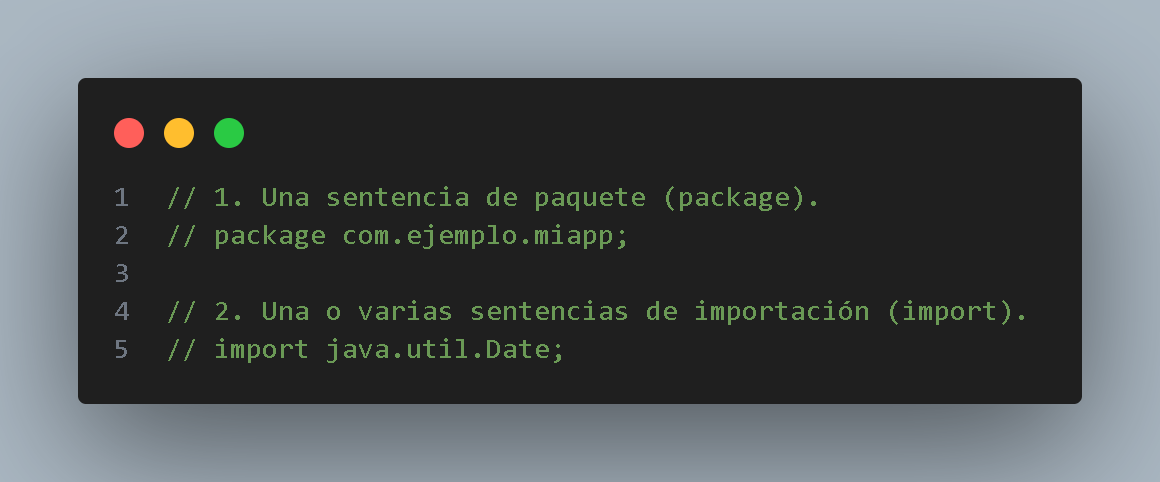 1 // 1. Una sentencia de paquete (package).
2 // package com.ejemplo.miapp;
3
4 // 2. Una o varias sentencias de importación (import).
5 // import java.util.Date;